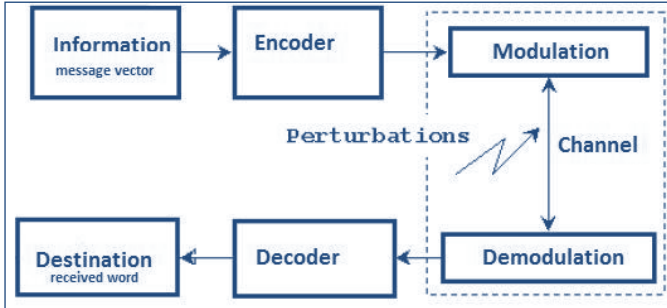 Information
message vector
Encoder
Modulation
Perturbations
Channel
Destination
received word
Decoder
Demodulation